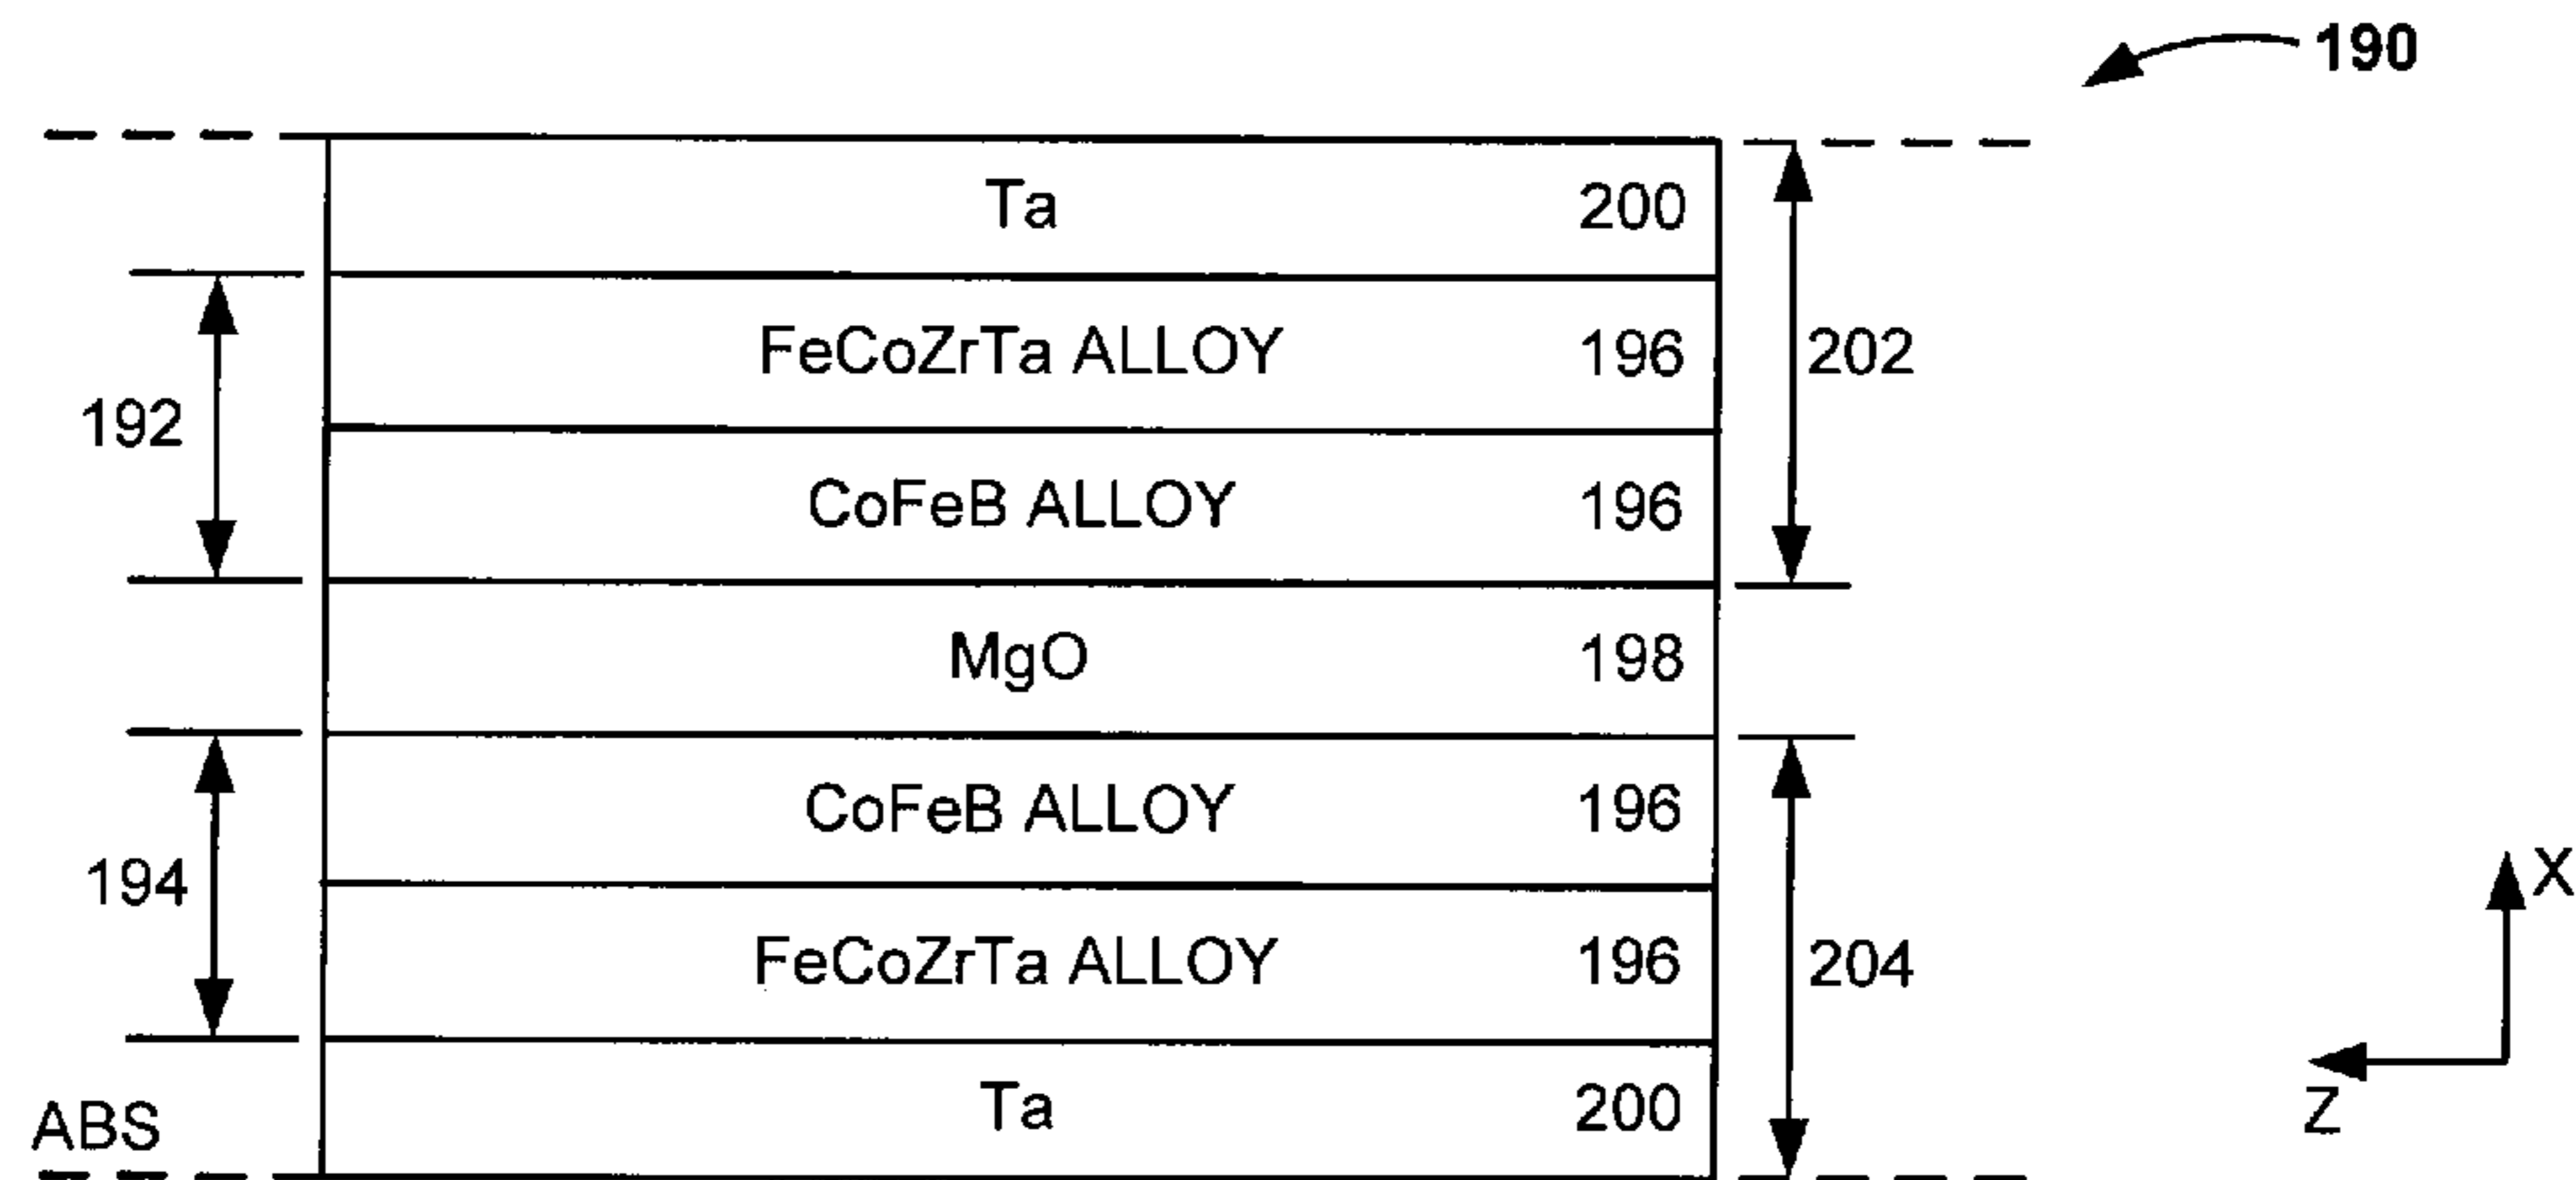 190
Ta 200
FeCoZrTa ALLOY 196
202
192
CoFeB ALLOY 196
MgO 198
CoFeB ALLOY 196
194
X
FeCoZrTa ALLOY 196
204
Z
Ta 200
ABS